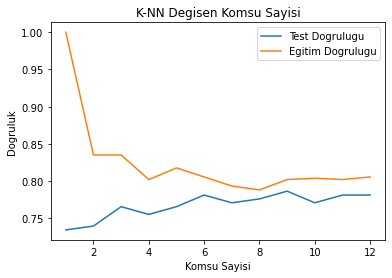 K-NN Degisen Komsu Sayisi
Test Dogrulugu
Egitim Dogrulugu
Dogruluk
1.00
0.95
0.90
0.85
0.80
0.75
2 4 6 8 10 12
Komsu Sayisi